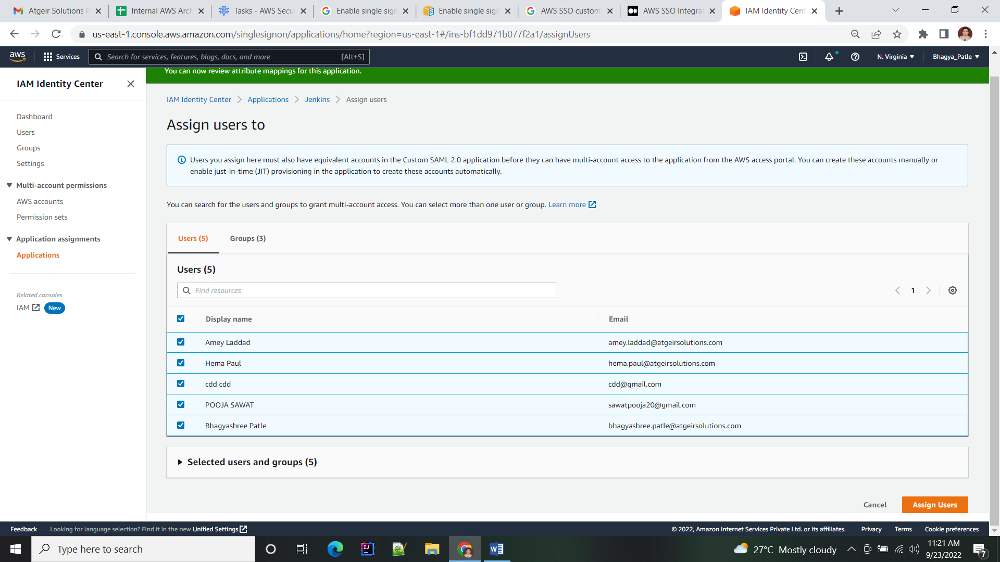 Atgeir Solutions P
Internal AWS Arch
Tasks - AWS Secu
Enable single sign
Enable single sign
AWS SSO custom
AWS SSO Integra
IAM Identity Cent
us-east-1.console.aws.amazon.com/singlesignon/applications/home?region=us-east-1#/ins-bf1dd971b077f2a1/assignUsers
aws
Services
Search for services, features, blogs, docs, and more
[Alt+S]
N. Virginia
Bhagya_Patle
You can now review attribute mappings for this application.
IAM Identity Center
Dashboard
Users
Groups
Settings
Multi-account permissions
AWS accounts
Permission sets
Application assignments
Applications
Related consoles
IAM New
IAM Identity Center > Applications > Jenkins > Assign users
Assign users to
Users you assign here must also have equivalent accounts in the Custom SAML 2.0 application before they can have multi-account access to the application from the AWS access portal. You can create these accounts manually or
enable just-in-time (JIT) provisioning in the application to create these accounts automatically.
You can search for the users and groups to grant multi-account access. You can select more than one user or group. Learn more
Users (5)
Groups (3)
Users (5)
Find resources
1
Display name
Email
Amey Laddad
amey.laddad@atgeirsolutions.com
Hema Paul
hema.paul@atgeirsolutions.com
cdd cdd
cdd@gmail.com
POOJA SAWAT
sawatpooja20@gmail.com
Bhagyashree Patle
bhagyashree.patle@atgeirsolutions.com
Selected users and groups (5)
Cancel
Assign Users
Feedback
Looking for language selection? Find it in the new Unified Settings
© 2022, Amazon Internet Services Private Ltd. or its affiliates.
Privacy
Terms
Cookie preferences
Type here to search
27°C Mostly cloudy
11:21 AM
9/23/2022
7